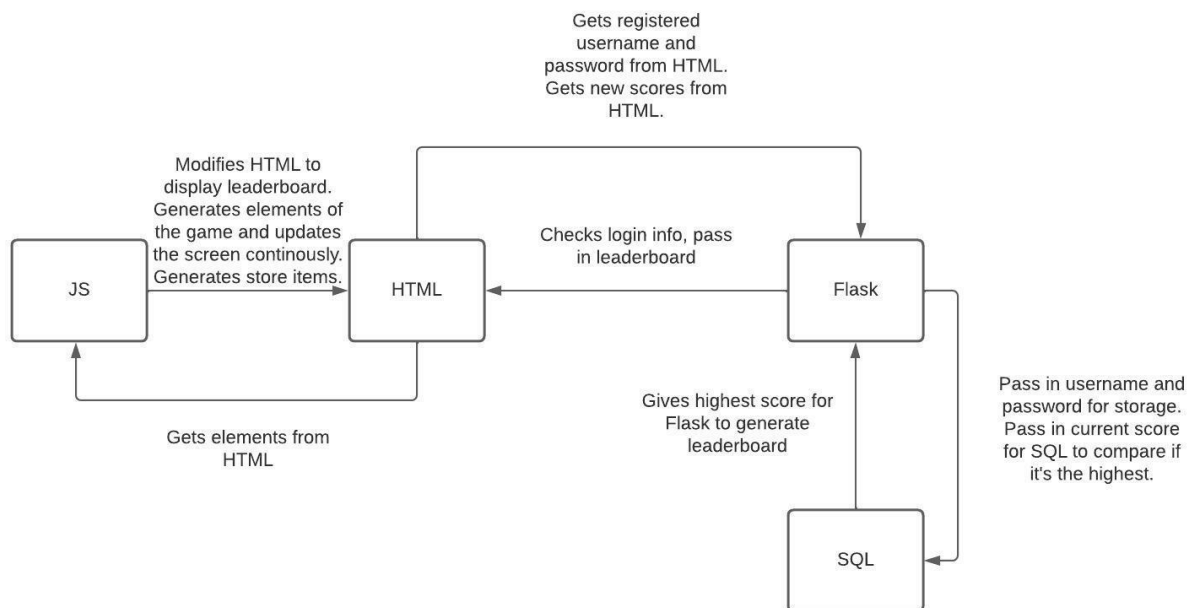 Gets registered
username and
password from HTML.
Gets new scores from
HTML.
Modifies HTML to
display leaderboard.
Generates elements of
the game and updates
the screen continously.
Generates store items.
Checks login info, pass
in leaderboard
JS
HTML
Flask
Gets elements from
HTML
Gives highest score for
Flask to generate
leaderboard
Pass in username and
password for storage.
Pass in current score
for SQL to compare if
it's the highest.
SQL